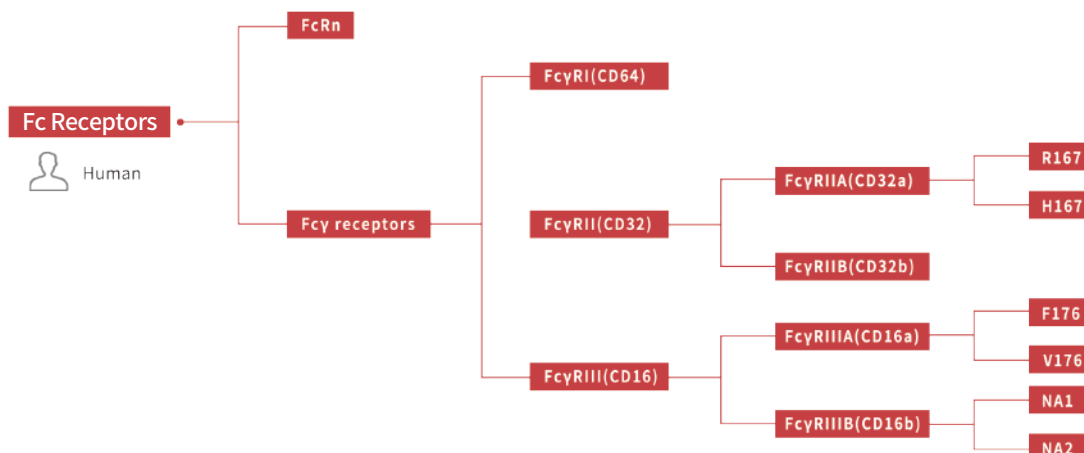 FcRn
FcγRI(CD64)
Fc Receptors
Human
R167
FcγRIIA(CD32a)
H167
Fcγ receptors
FcγRII(CD32)
FcγRIIB(CD32b)
F176
FcγRIIIA(CD16a)
V176
FcγRIII(CD16)
NA1
FcγRIIIB(CD16b)
NA2